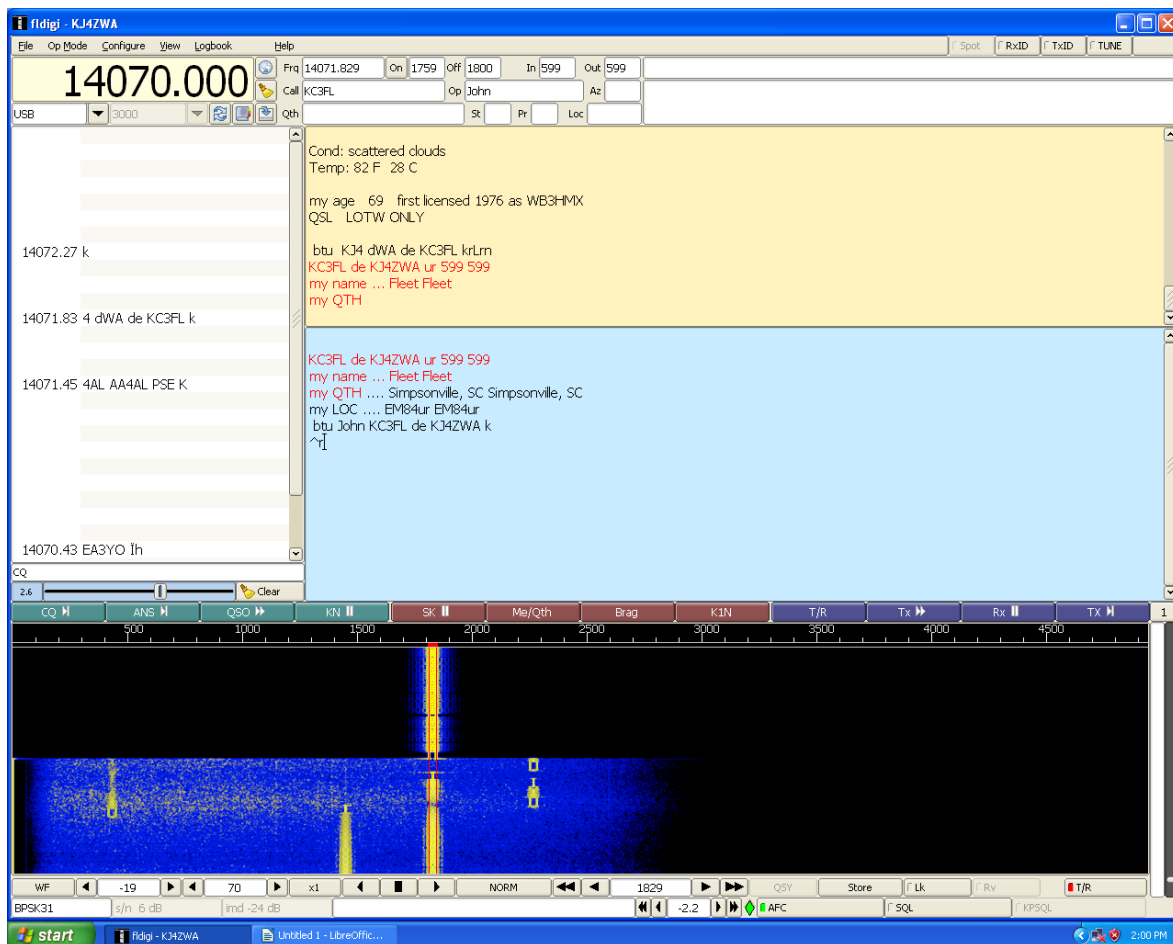 fldigi - KJ4ZWA
File Op Mode Configure View Logbook Help Spot RxID TxID TUNE
14070.000 Frq 14071.829 On 1759 Off 1800 In 599 Out 599
Call KC3FL Op John Az
USB 3000 Qth St Pr Loc
Cond: scattered clouds
Temp: 82 F 28 C
my age 69 first licensed 1976 as WB3HMX
QSL LOTW ONLY
btu KJ4 dWA de KC3FL krLrn
KC3FL de KJ4ZWA ur 599 599
my name ... Fleet Fleet
my QTH
14072.27 k
14071.83 4 dWA de KC3FL k
14071.45 4AL AA4AL PSE K
14070.43 EA3YO Ïh
KC3FL de KJ4ZWA ur 599 599
my name ... Fleet Fleet
my QTH .... Simpsonville, SC Simpsonville, SC
my LOC .... EM84ur EM84ur
btu John KC3FL de KJ4ZWA k
^r
CQ
2.6 Clear
CQ ANS QSO KN SK Me/Qth Brag K1N T/R Tx Rx TX 1
500 1000 1500 2000 2500 3000 3500 4000 4500
WF -19 70 x1 NORM 1829 QSY Store Lk Rv T/R
BPSK31 s/n 6 dB imd -24 dB -2.2 AFC SQL KPSQL
start fldigi - KJ4ZWA Untitled 1 - LibreOffic... 2:00 PM